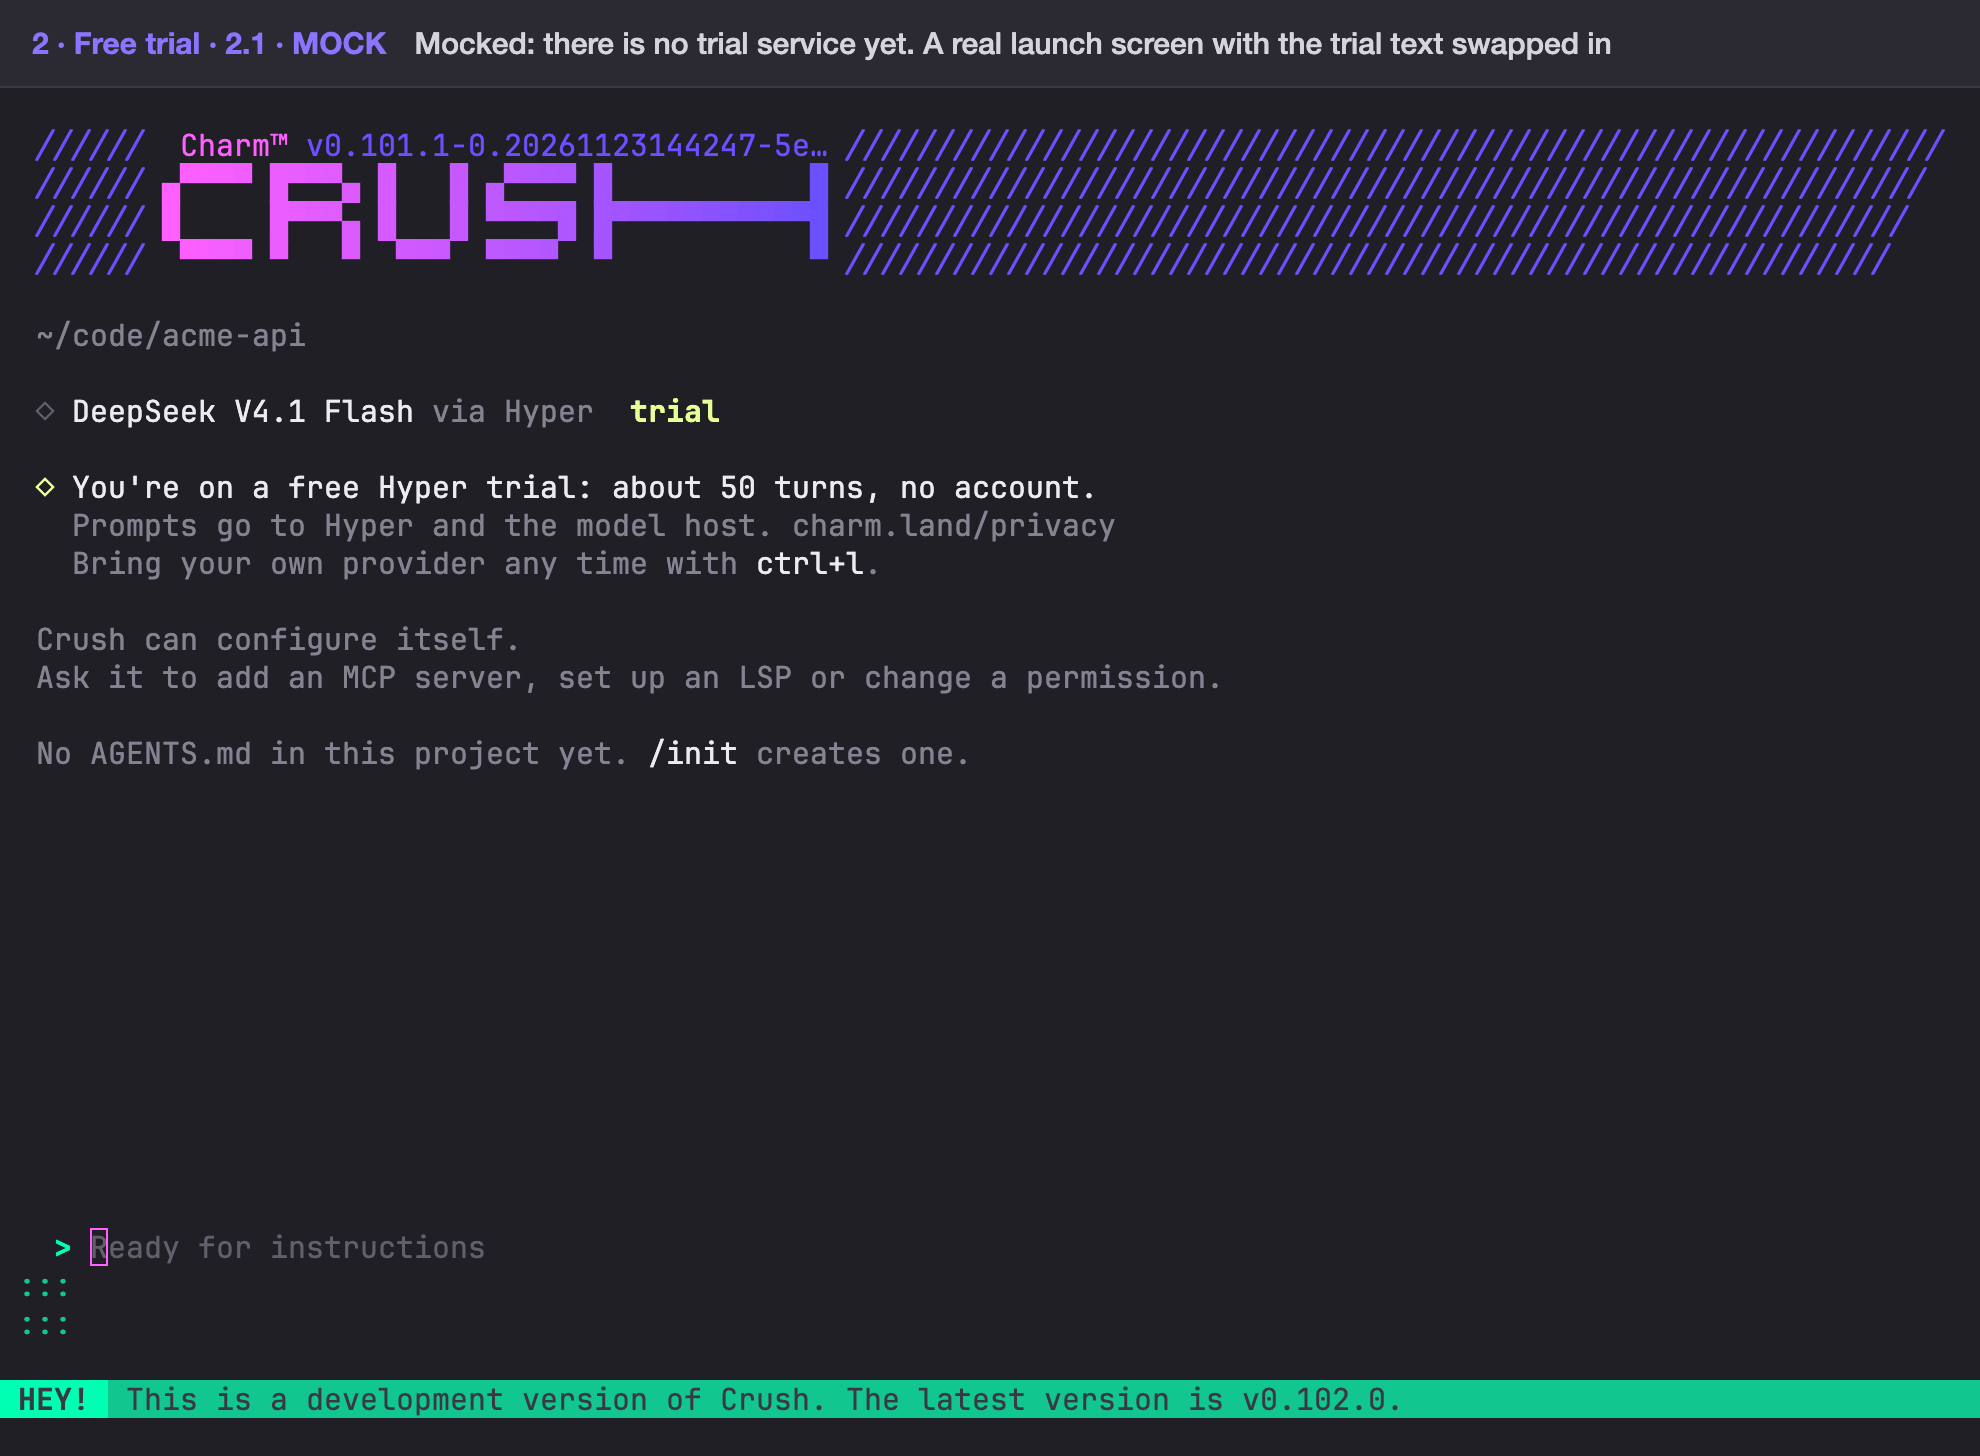 2 · Free trial · 2.1 · MOCK Mocked: there is no trial service yet. A real launch screen with the trial text swapped in
////// Charm™ v0.101.1-0.20261123144247-5e… /////////////////////////////////////////////////////////////
CRUSH
~/code/acme-api
◇ DeepSeek V4.1 Flash via Hyper trial
◇ You're on a free Hyper trial: about 50 turns, no account.
Prompts go to Hyper and the model host. charm.land/privacy
Bring your own provider any time with ctrl+l.
Crush can configure itself.
Ask it to add an MCP server, set up an LSP or change a permission.
No AGENTS.md in this project yet. /init creates one.
> Ready for instructions
:::
:::
HEY! This is a development version of Crush. The latest version is v0.102.0.